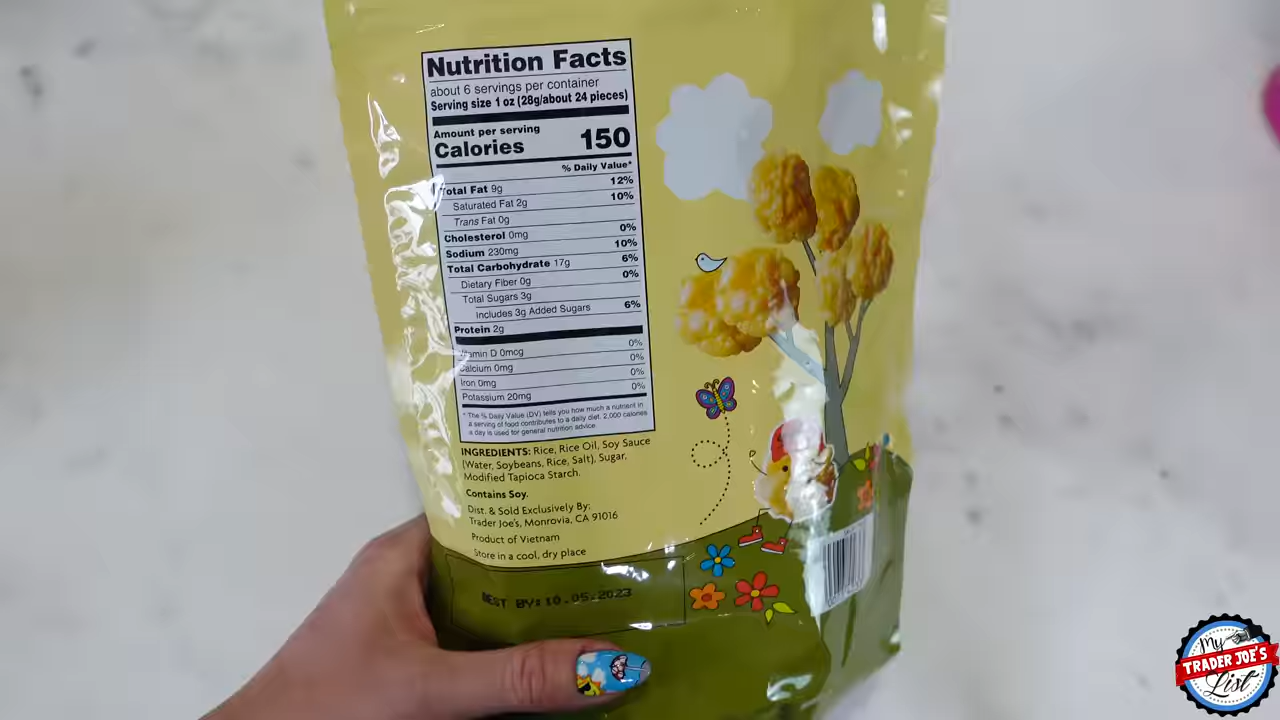 Nutrition Facts
about 6 servings per container
Serving size 1 oz (28g/about 24 pieces)
Amount per serving
Calories 150
% Daily Value*
Total Fat 9g 12%
Saturated Fat 2g 10%
Trans Fat 0g
Cholesterol 0mg 0%
Sodium 230mg 10%
Total Carbohydrate 17g 6%
Dietary Fiber 0g 0%
Total Sugars 3g
Includes 3g Added Sugars 6%
Protein 2g
Vitamin D 0mcg 0%
Calcium 0mg 0%
Iron 0mg 0%
Potassium 20mg 0%
* The % Daily Value (DV) tells you how much a nutrient in
a serving of food contributes to a daily diet. 2,000 calories
a day is used for general nutrition advice.
INGREDIENTS: Rice, Rice Oil, Soy Sauce
(Water, Soybeans, Rice, Salt), Sugar,
Modified Tapioca Starch.
Contains Soy.
Dist. & Sold Exclusively By:
Trader Joe's, Monrovia, CA 91016
Product of Vietnam
Store in a cool, dry place
BEST BY: 10.05.2023
My
TRADER JOE'S
List